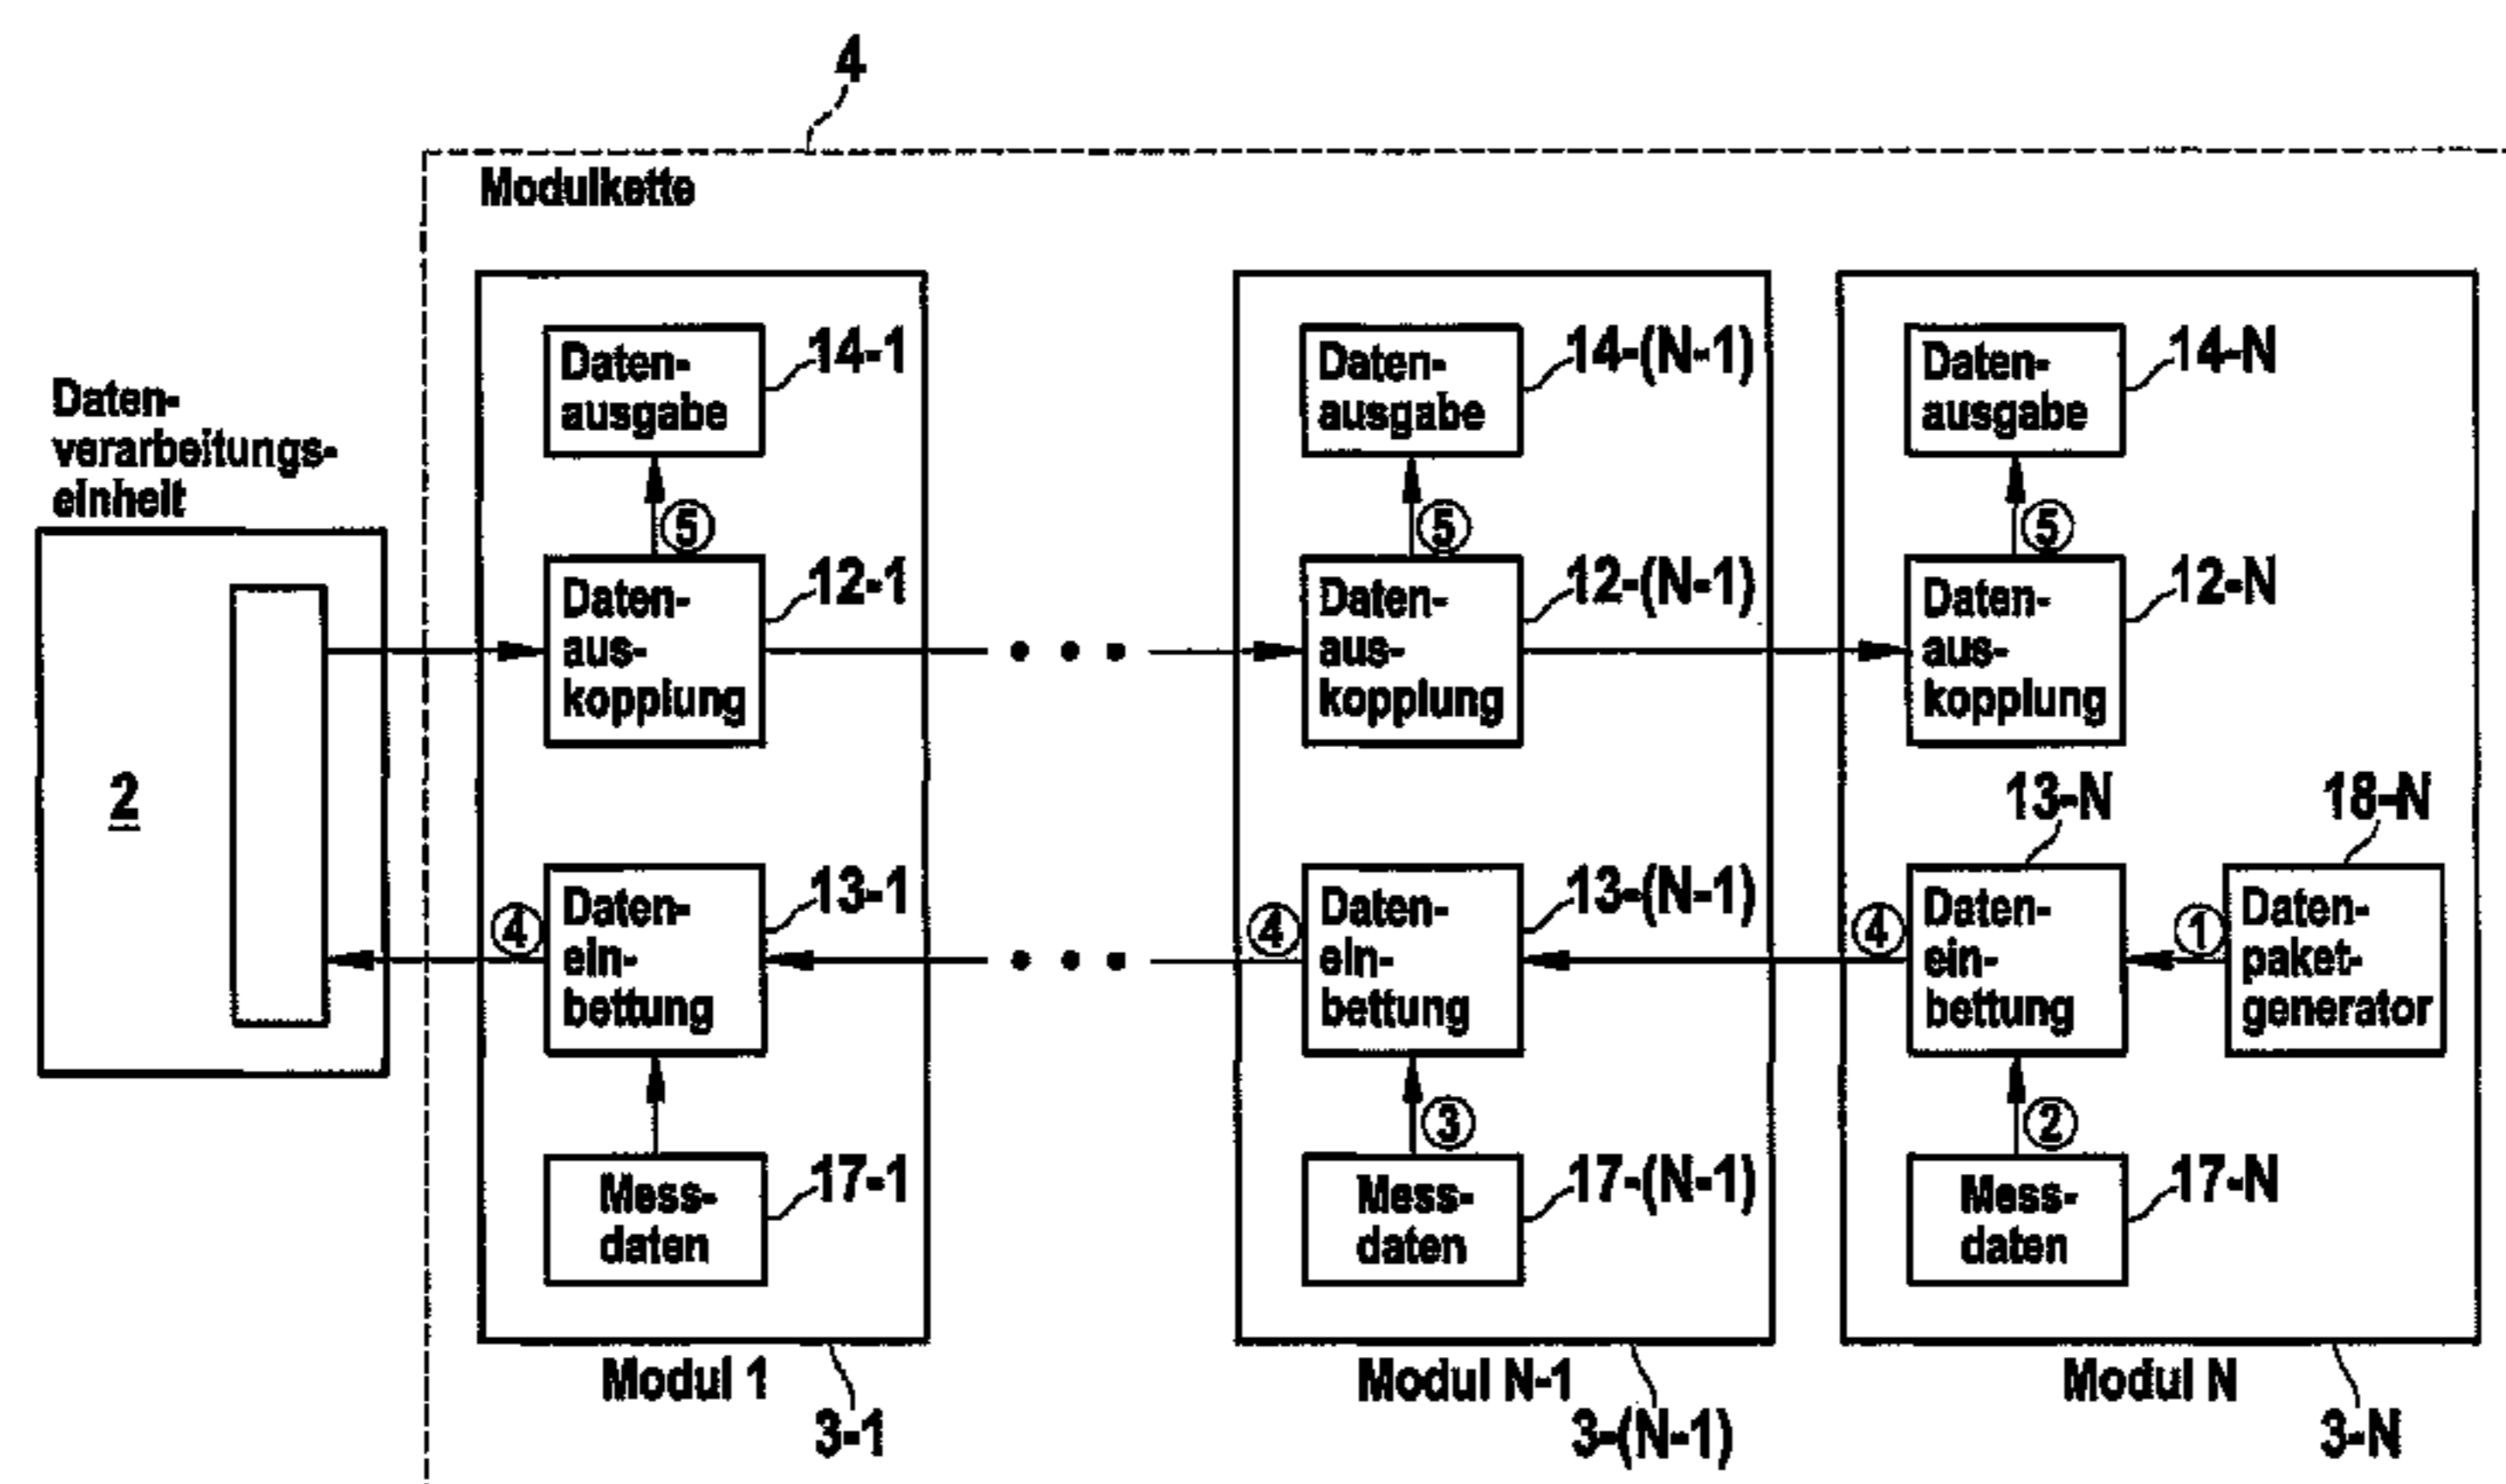 4
Modulkette
Daten-
verarbeitungs-
einheit
2
Daten-
ausgabe
14-1
⑤
Daten-
aus-
kopplung
12-1
④
Daten-
ein-
bettung
13-1
Mess-
daten
17-1
Modul 1
3-1
Daten-
ausgabe
14-(N-1)
⑤
Daten-
aus-
kopplung
12-(N-1)
④
Daten-
ein-
bettung
13-(N-1)
③
Mess-
daten
17-(N-1)
Modul N-1
3-(N-1)
Daten-
ausgabe
14-N
⑤
Daten-
aus-
kopplung
12-N
13-N
18-N
④
Daten-
ein-
bettung
①
Daten-
paket-
generator
②
Mess-
daten
17-N
Modul N
3-N